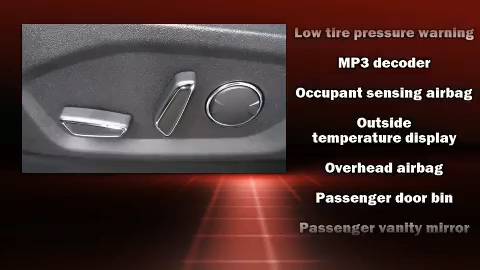 Low tire pressure warning
MP3 decoder
Occupant sensing airbag
Outside
temperature display
Overhead airbag
Passenger door bin
Passenger vanity mirror